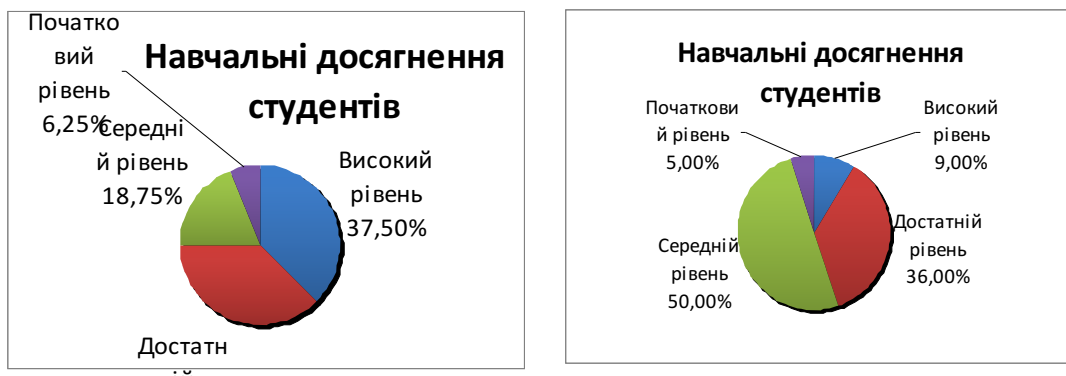 Початко
вий
рівень
6,25%
Навчальні досягнення
студентів
Середні
й рівень
18,75%
Високий
рівень
37,50%
Достатн
Навчальні досягнення
студентів
Початкови
й рівень
5,00%
Високий
рівень
9,00%
Середній
рівень
50,00%
Достатній
рівень
36,00%